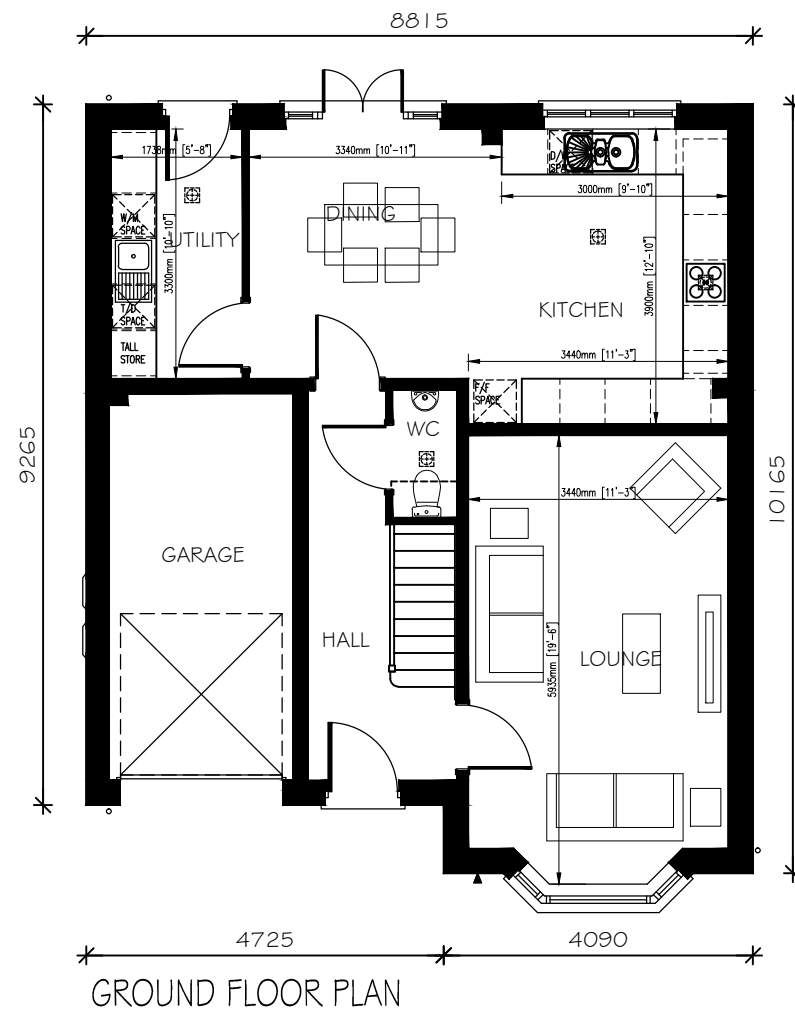 8815
1738mm [5'-8"]
3340mm [10'-11"]
D/W
SPACE
3000mm [9'-10"]
W/M
SPACE
UTILITY
3300mm [10'-10"]
DINING
KITCHEN
3900mm [12'-10"]
T/D
SPACE
TALL
STORE
3440mm [11'-3"]
F/F
SPACE
WC
9265
10165
3440mm [11'-3"]
GARAGE
HALL
5935mm [19'-6"]
LOUNGE
4725
4090
GROUND FLOOR PLAN